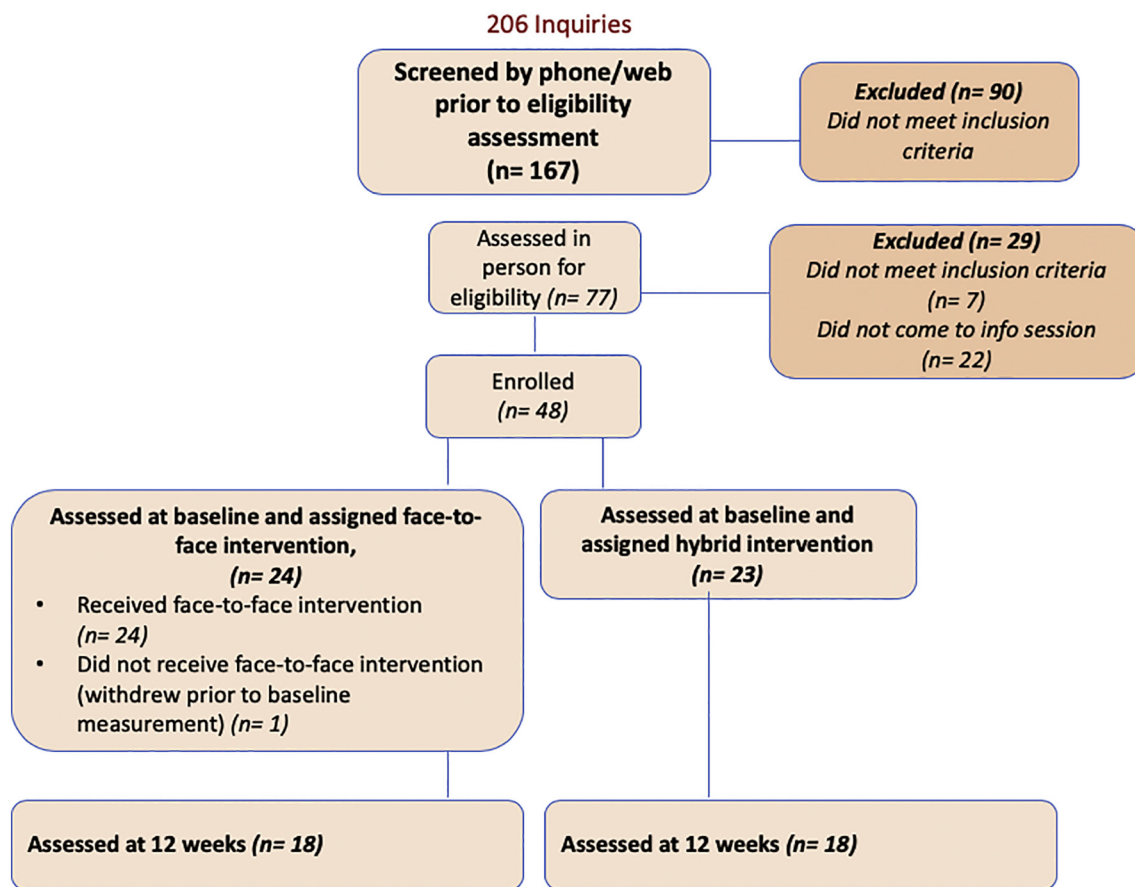 206 Inquiries
Screened by phone/web
prior to eligibility
assessment
(n= 167)
Excluded (n= 90)
Did not meet inclusion
criteria
Assessed in
person for
eligibility (n= 77)
Excluded (n= 29)
Did not meet inclusion criteria
(n= 7)
Did not come to info session
(n= 22)
Enrolled
(n= 48)
Assessed at baseline and assigned face-to-
face intervention,
(n= 24)
• Received face-to-face intervention
(n= 24)
• Did not receive face-to-face intervention
(withdrew prior to baseline
measurement) (n= 1)
Assessed at baseline and
assigned hybrid intervention
(n= 23)
Assessed at 12 weeks (n= 18)
Assessed at 12 weeks (n= 18)